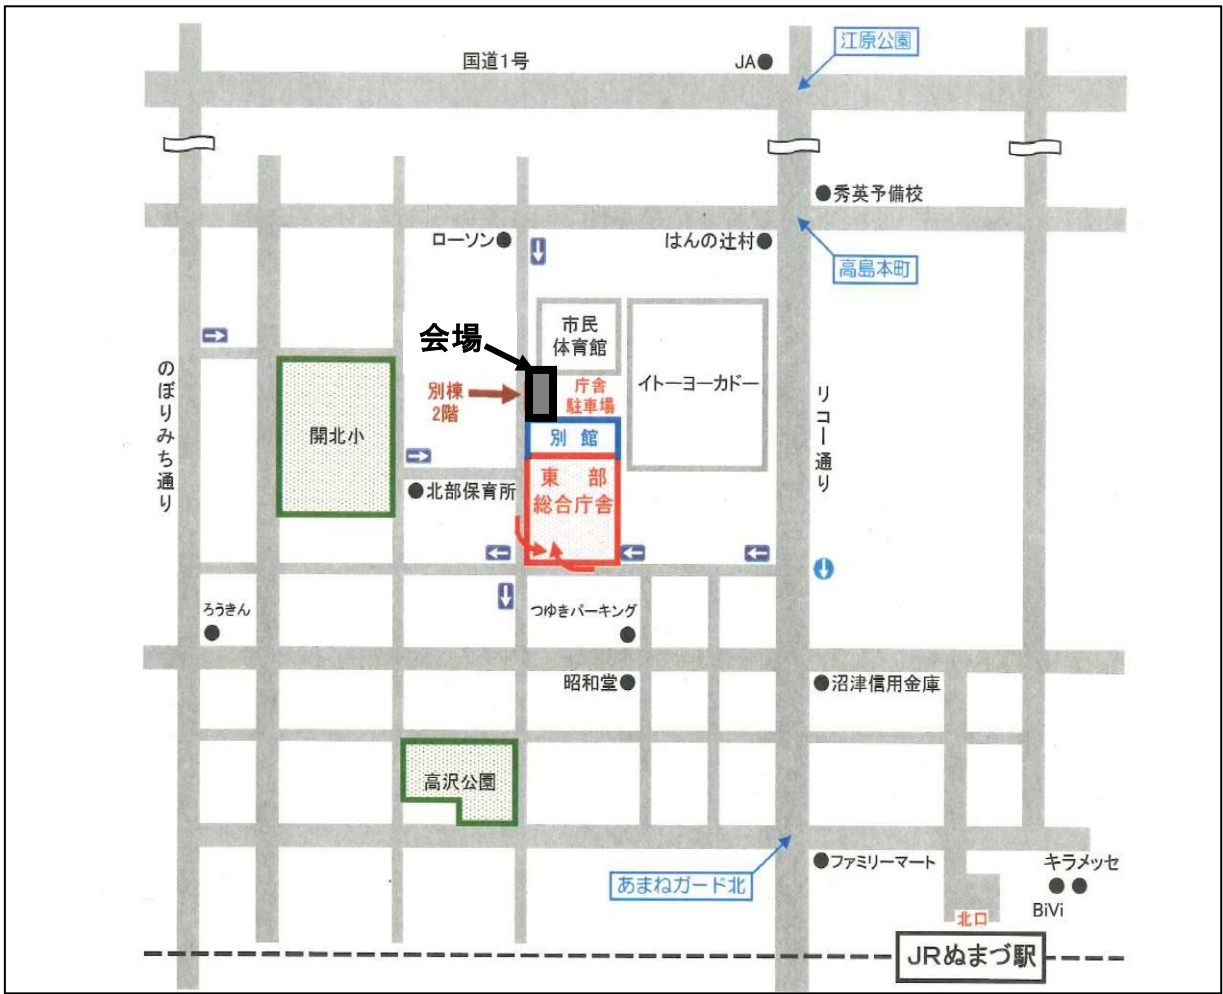 江原公園
国道1号
JA
秀英予備校
ローソン
はんの辻村
高島本町
市民
体育館
会場
のぼりみち通り
別棟
2階
庁舎
駐車場
イトーヨーカドー
リコー通り
開北小
別館
東部
総合庁舎
北部保育所
ろうきん
つゆきパーキング
昭和堂
沼津信用金庫
高沢公園
ファミリーマート
キラメッセ
あまねガード北
BiVi
北口
JRぬまづ駅